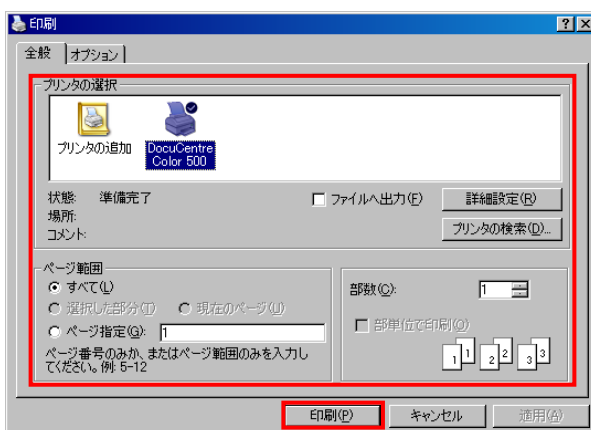 印刷
全般 オプション
プリンタの選択
プリンタの追加
DocuCentre
Color 500
状態: 準備完了
場所:
コメント:
ファイルへ出力(F)
詳細設定(R)
プリンタの検索(D)...
ページ範囲
すべて(L)
選択した部分(T) 現在のページ(U)
ページ指定(G): 1
ページ番号のみか、またはページ範囲のみを入力し
てください。例: 5-12
部数(C): 1
部単位で印刷(O)
1 1 2 2 3 3
印刷(P) キャンセル 適用(A)